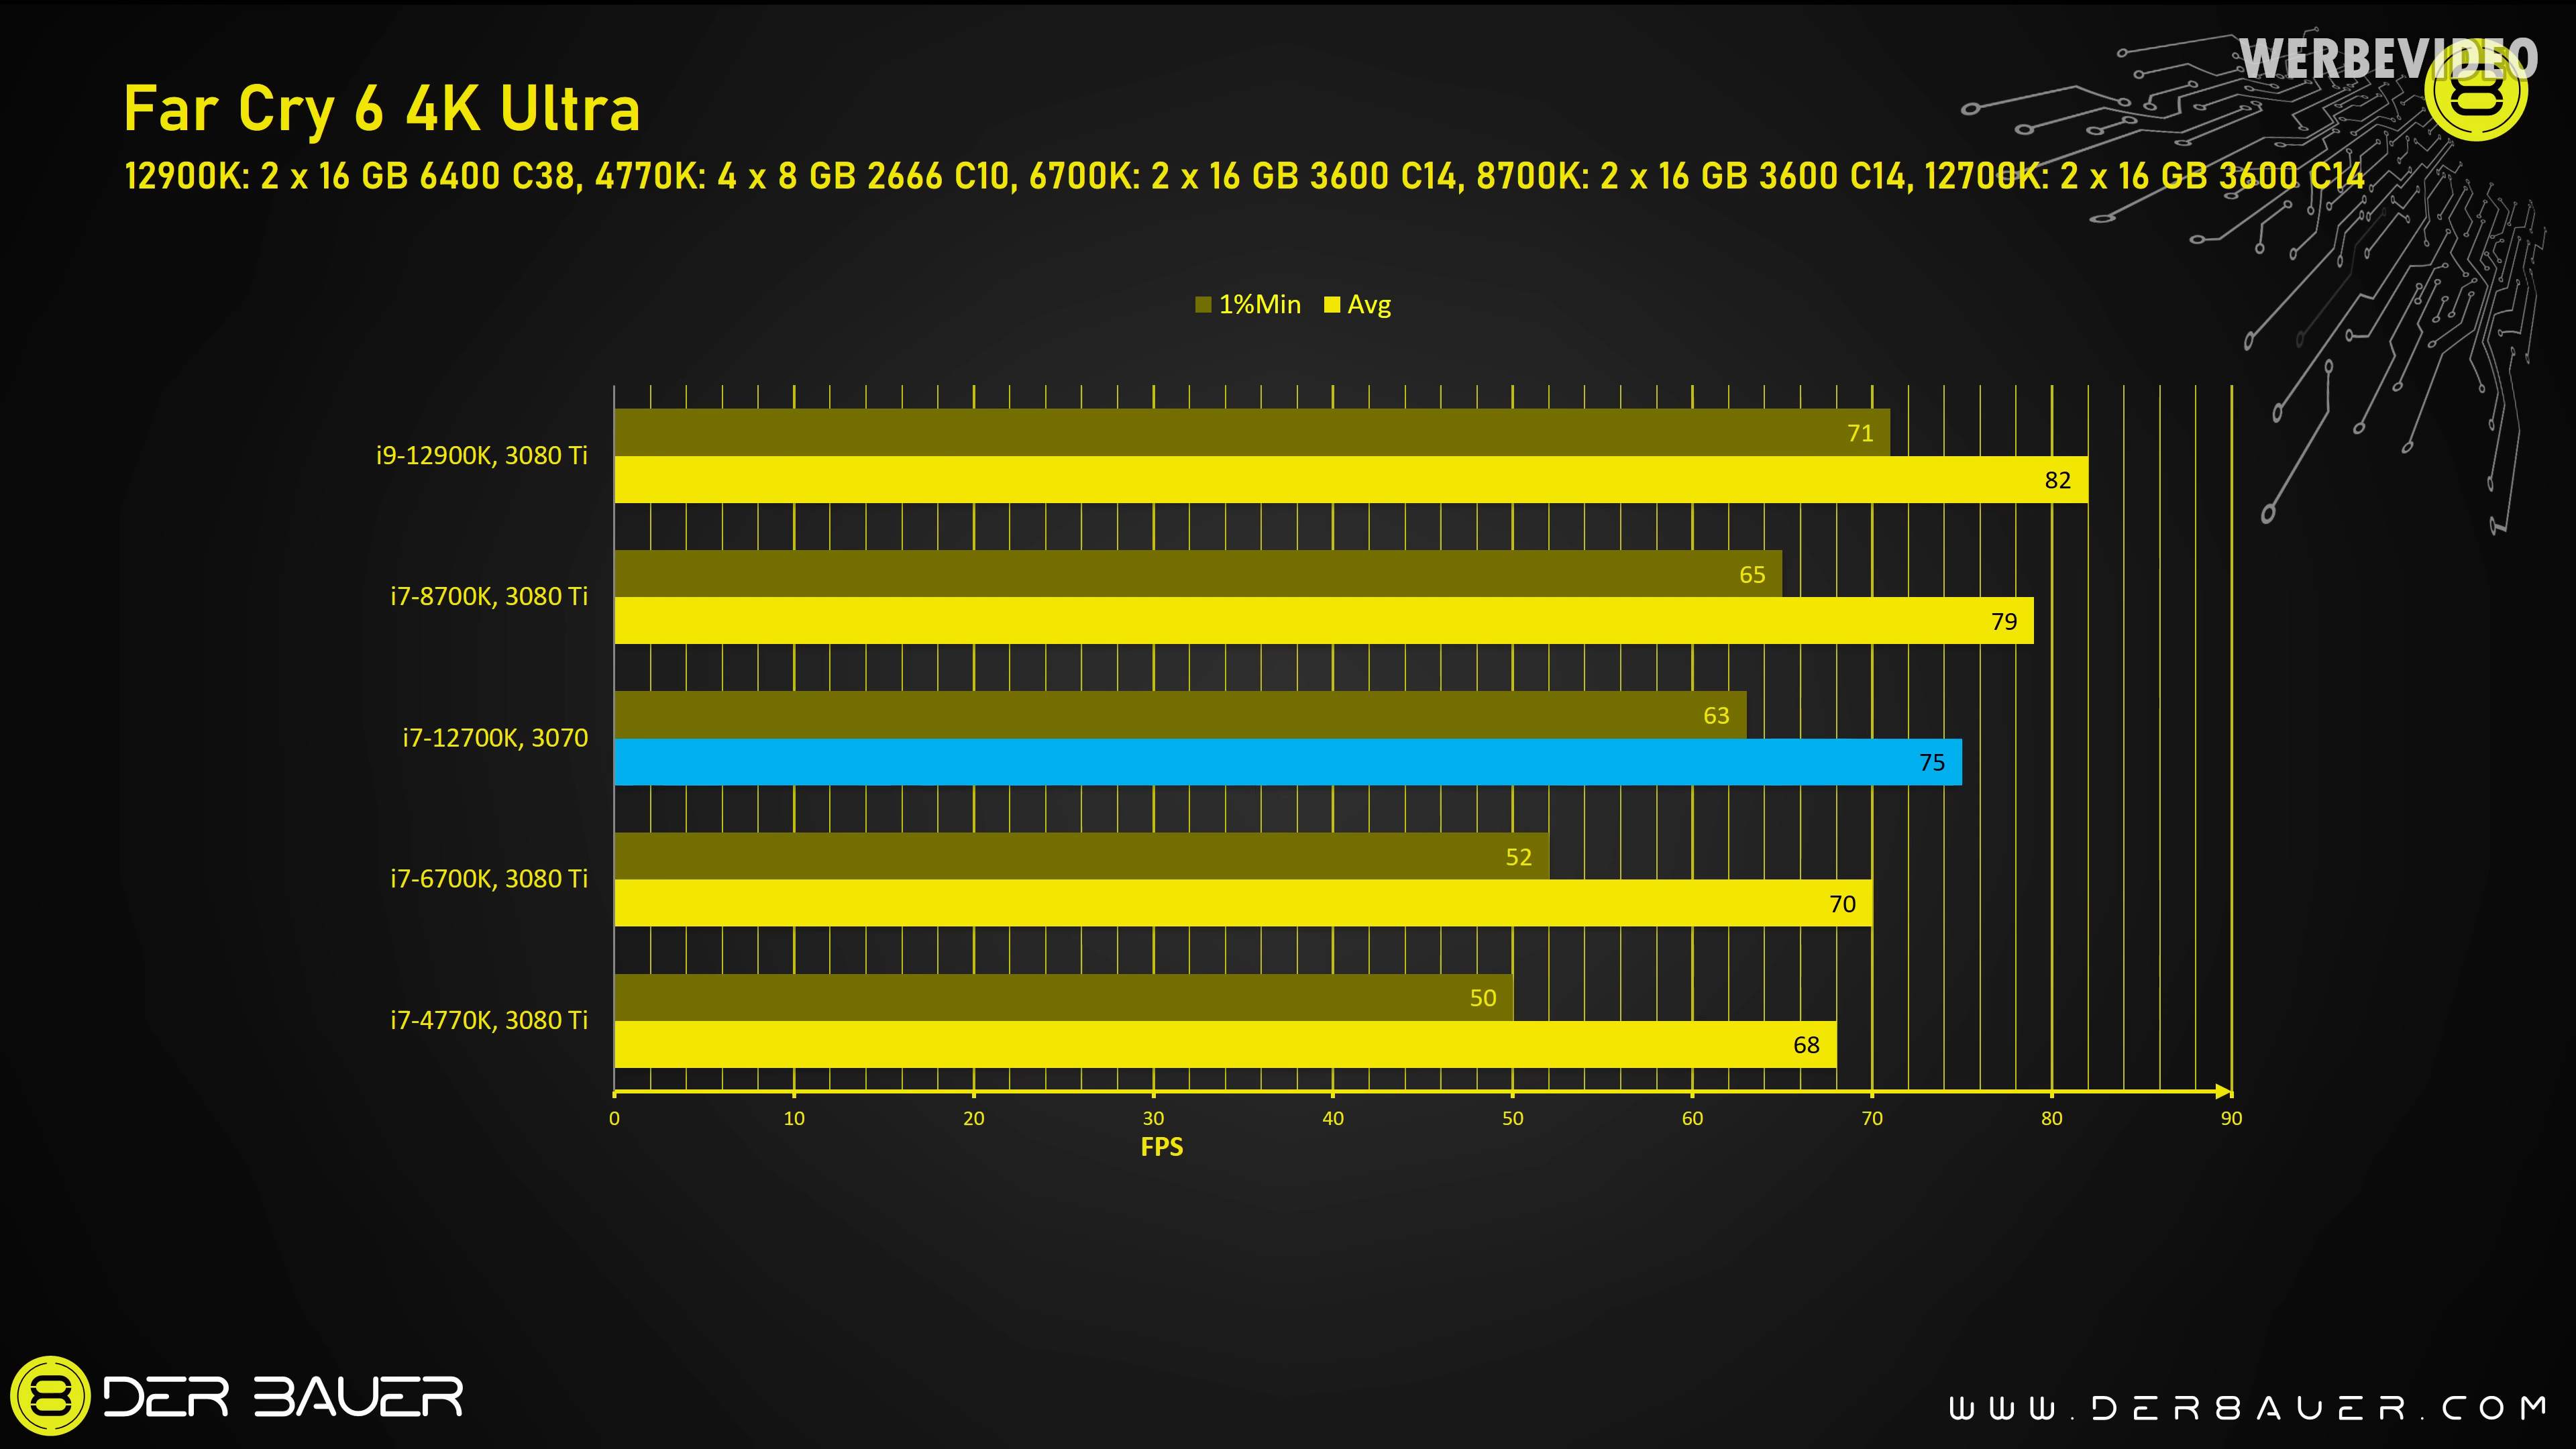 WERBEVIDEO
Far Cry 6 4K Ultra
12900K: 2 x 16 GB 6400 C38, 4770K: 4 x 8 GB 2666 C10, 6700K: 2 x 16 GB 3600 C14, 8700K: 2 x 16 GB 3600 C14, 12700K: 2 x 16 GB 3600 C14
1%Min Avg
i9-12900K, 3080 Ti
71
82
i7-8700K, 3080 Ti
65
79
i7-12700K, 3070
63
75
i7-6700K, 3080 Ti
52
70
i7-4770K, 3080 Ti
50
68
0 10 20 30 40 50 60 70 80 90
FPS
8 DER BAUER
WWW.DER8AUER.COM